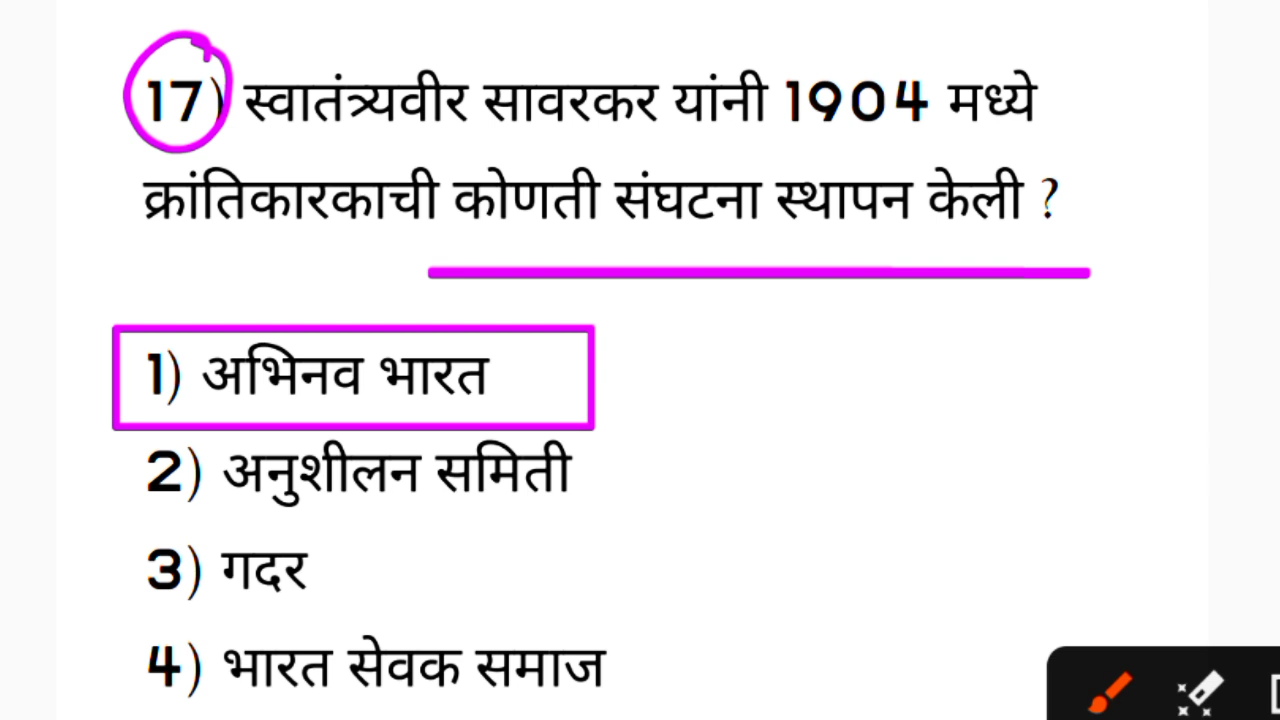 17) स्वातंत्र्यवीर सावरकर यांनी 1904 मध्ये
क्रांतिकारकाची कोणती संघटना स्थापन केली ?
1) अभिनव भारत
2) अनुशीलन समिती
3) गदर
4) भारत सेवक समाज